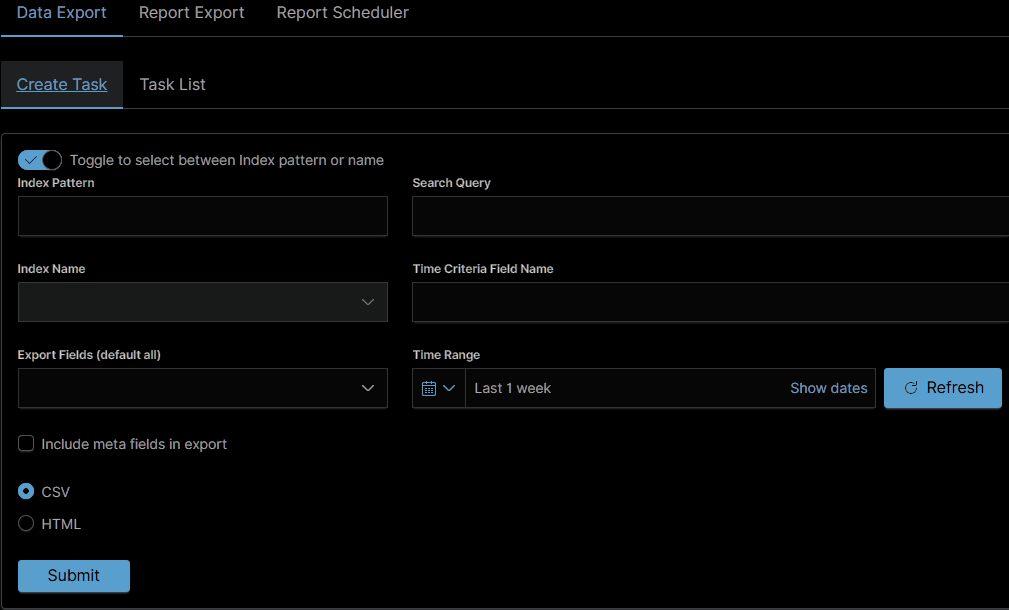 Data Export Report Export Report Scheduler
Create Task Task List
Toggle to select between Index pattern or name
Index Pattern
Search Query
Index Name
Time Criteria Field Name
Export Fields (default all)
Time Range
Last 1 week Show dates Refresh
Include meta fields in export
CSV
HTML
Submit